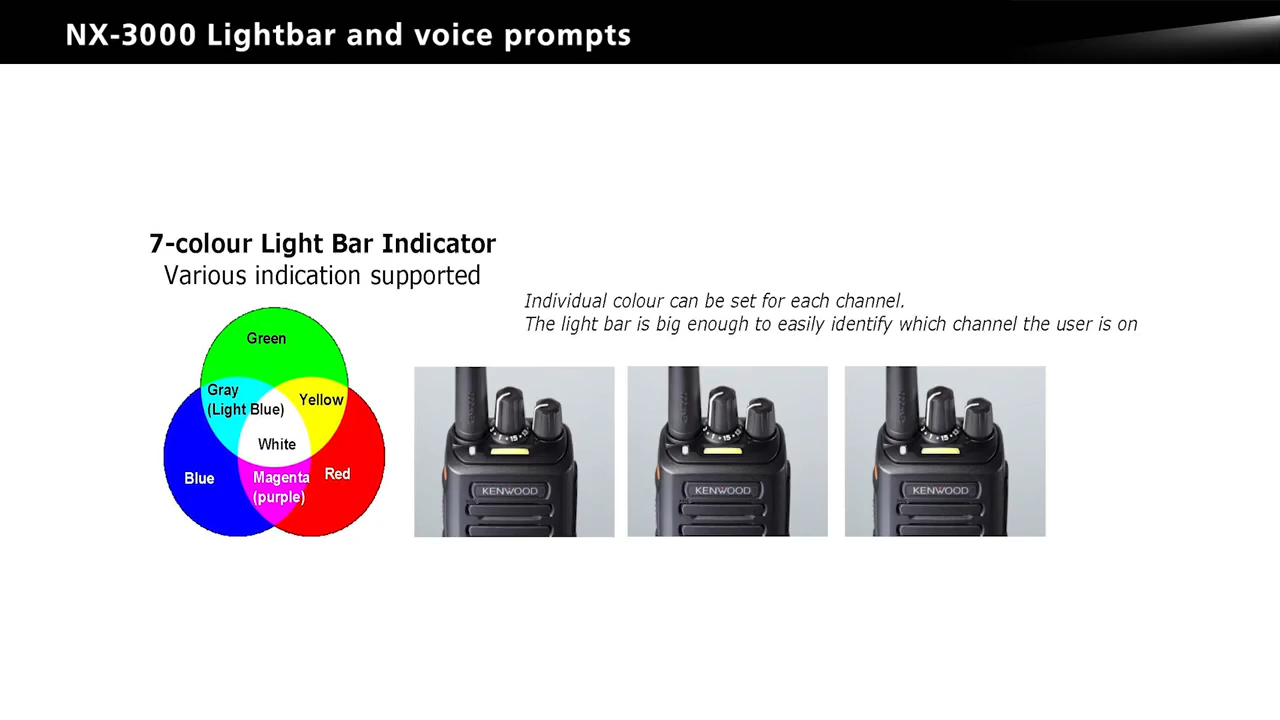 NX-3000 Lightbar and voice prompts
7-colour Light Bar Indicator
Various indication supported
Individual colour can be set for each channel.
The light bar is big enough to easily identify which channel the user is on
Green
Gray
(Light Blue)
Yellow
White
Blue
Magenta
(purple)
Red
KENWOOD
KENWOOD
KENWOOD